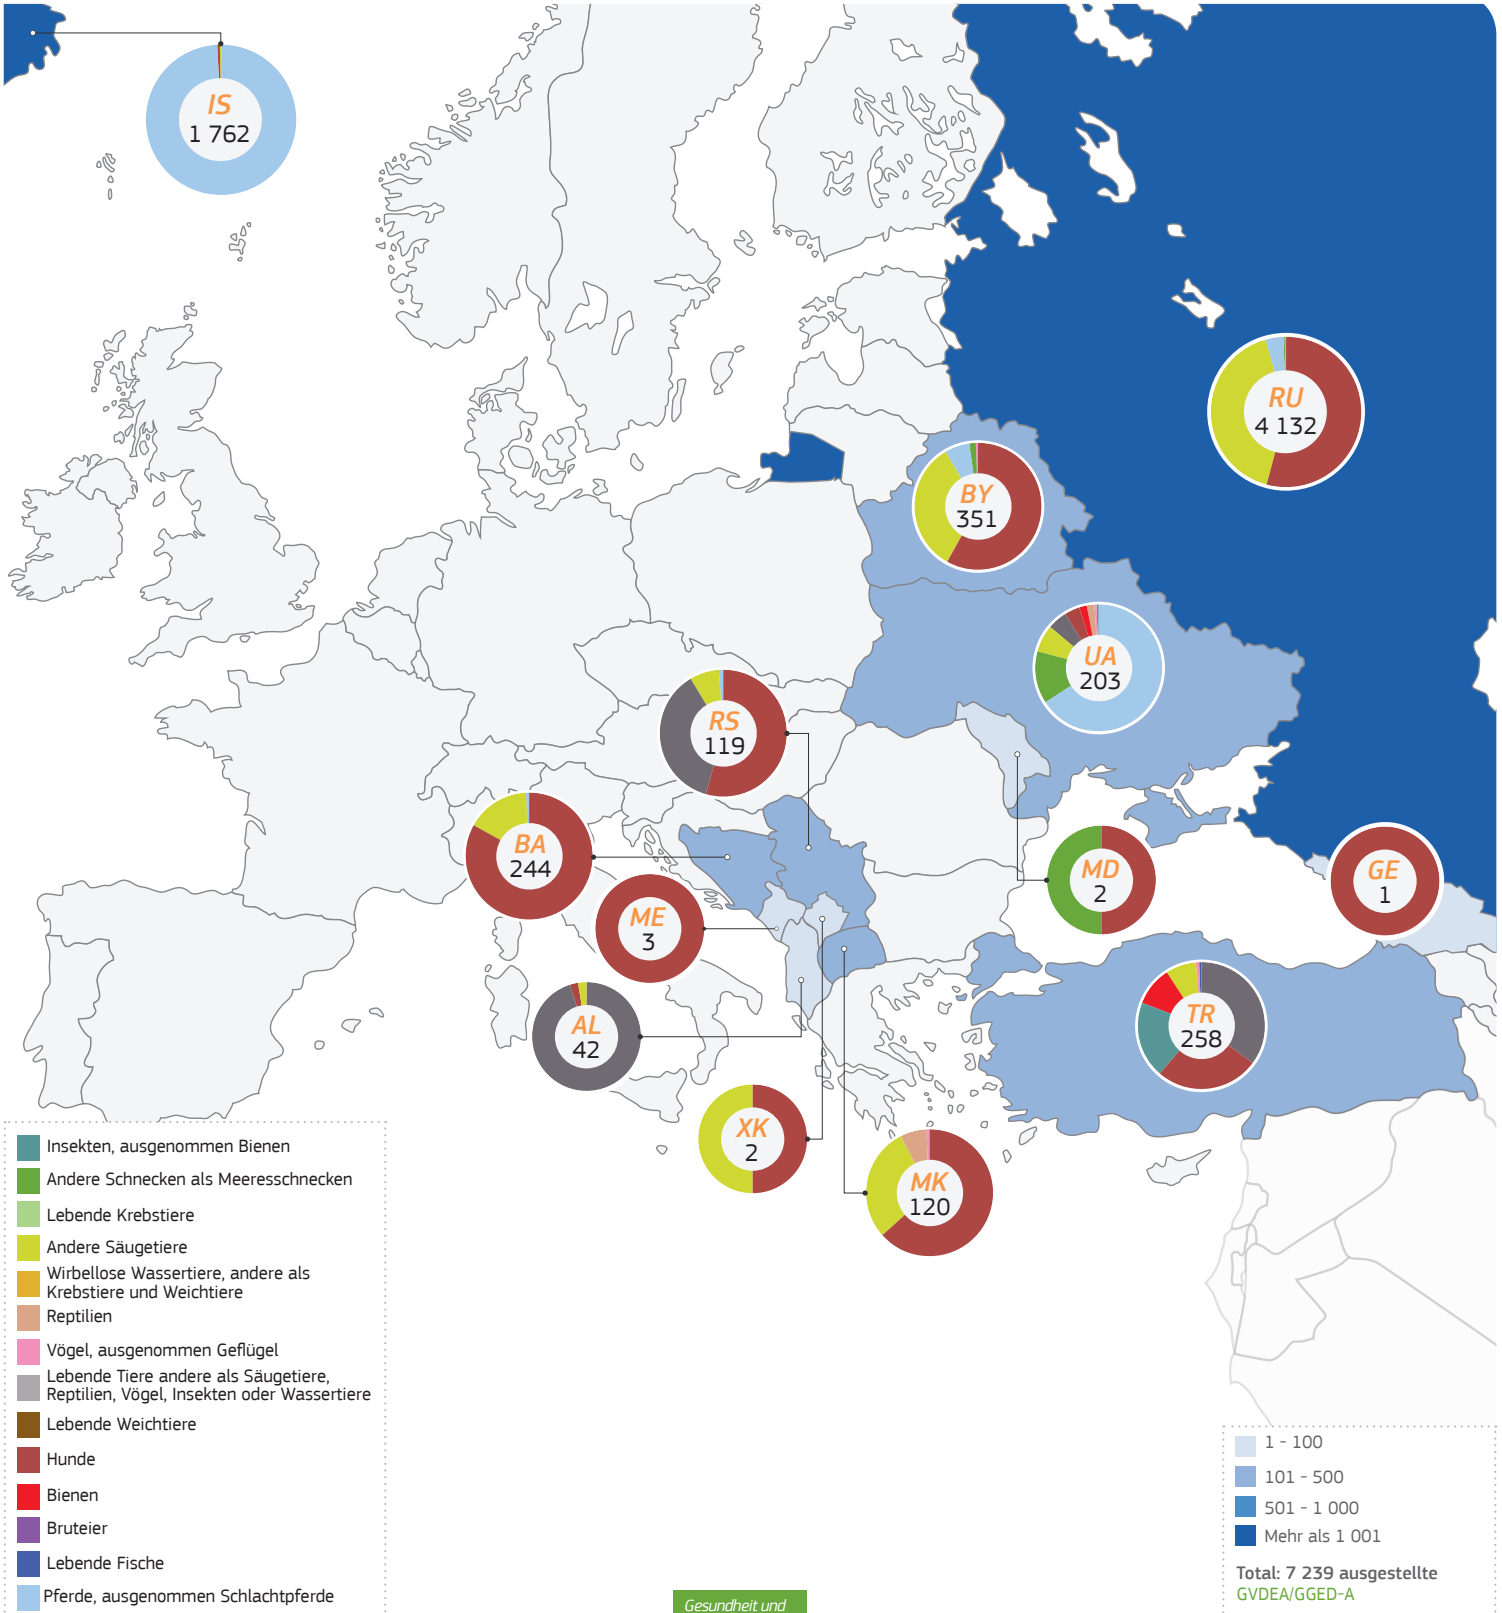 IS
1 762
RU
4 132
BY
351
UA
203
RS
119
BA
244
MD
2
GE
1
ME
3
AL
42
TR
258
XK
2
MK
120
Insekten, ausgenommen Bienen
Andere Schnecken als Meeresschnecken
Lebende Krebstiere
Andere Säugetiere
Wirbellose Wassertiere, andere als
Krebstiere und Weichtiere
Reptilien
Vögel, ausgenommen Geflügel
Lebende Tiere andere als Säugetiere,
Reptilien, Vögel, Insekten oder Wassertiere
Lebende Weichtiere
Hunde
Bienen
Bruteier
Lebende Fische
Pferde, ausgenommen Schlachtpferde
1 - 100
101 - 500
501 - 1 000
Mehr als 1 001
Total: 7 239 ausgestellte
GVDEA/GGED-A
Gesundheit und